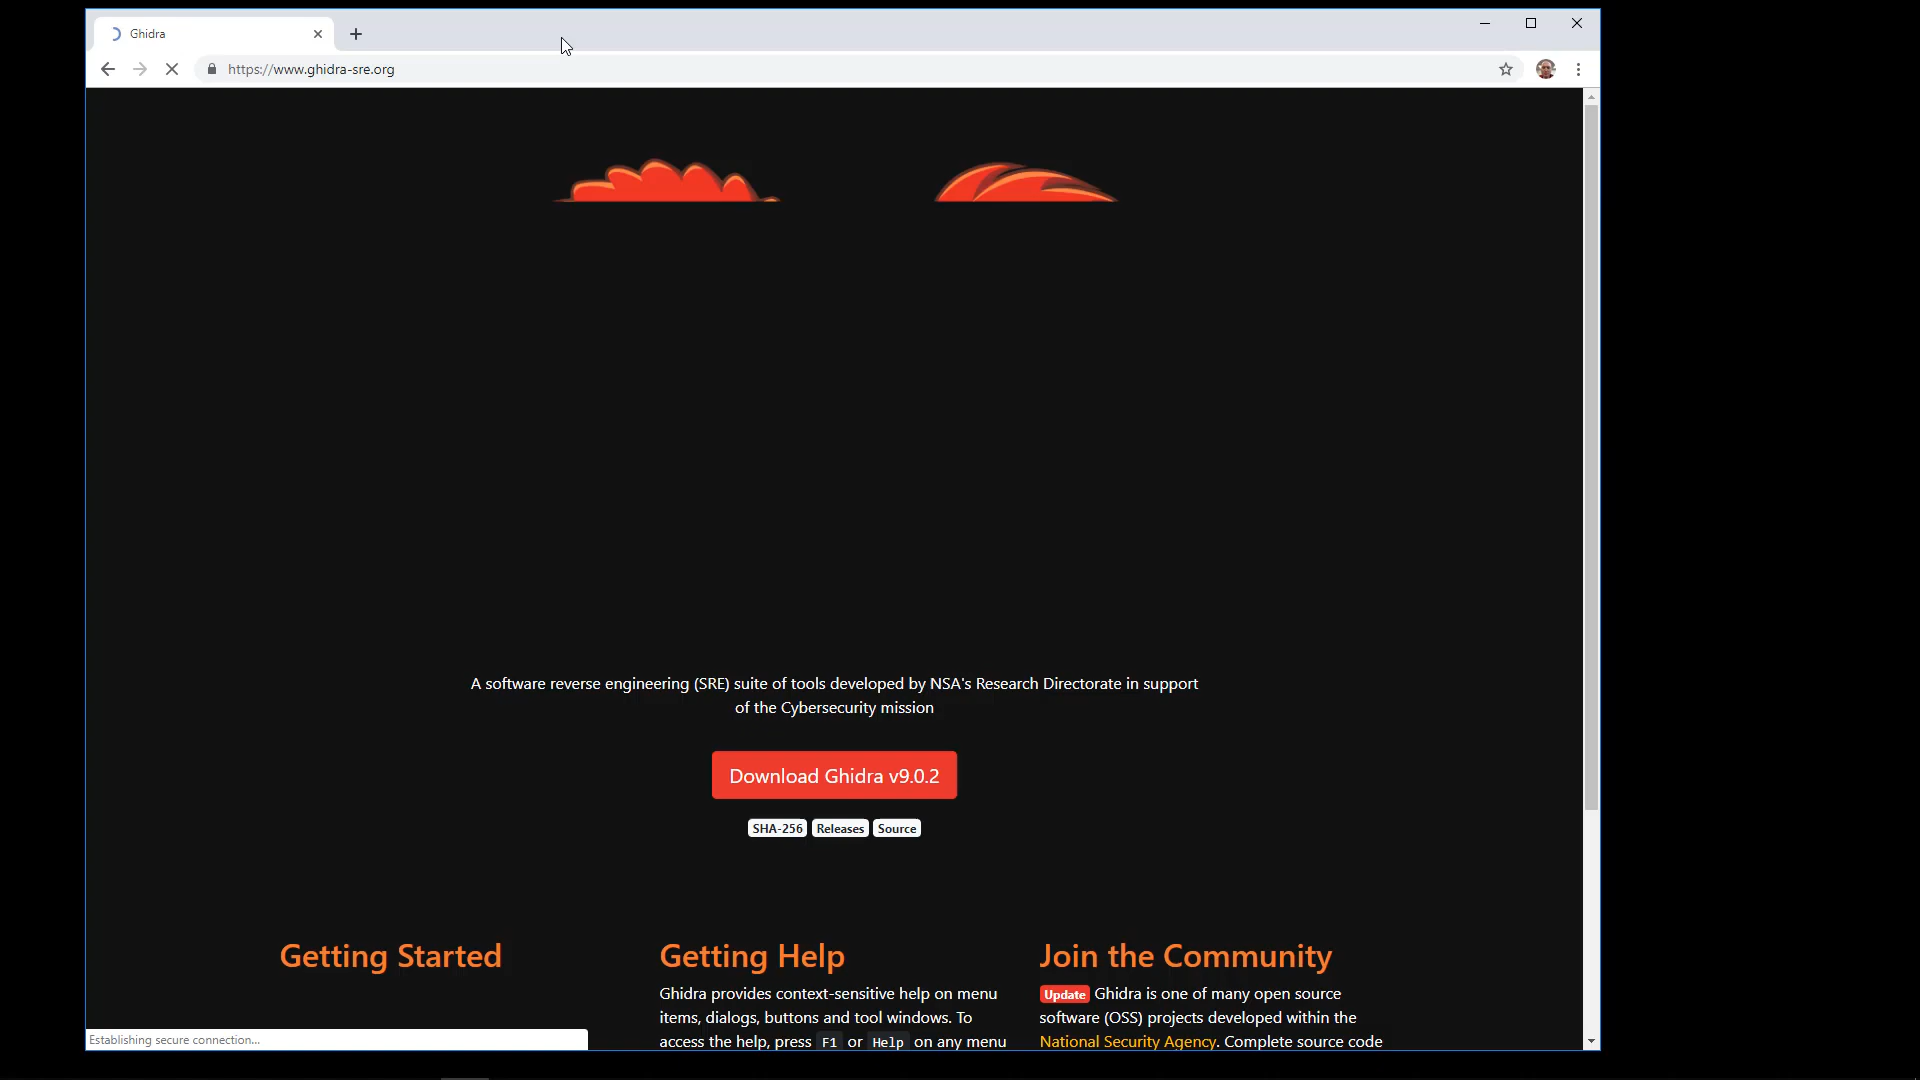 Ghidra
https://www.ghidra-sre.org
A software reverse engineering (SRE) suite of tools developed by NSA's Research Directorate in support
of the Cybersecurity mission
Download Ghidra v9.0.2
SHA-256 Releases Source
Getting Started
Getting Help
Ghidra provides context-sensitive help on menu
items, dialogs, buttons and tool windows. To
access the help, press F1 or Help on any menu
Join the Community
Update Ghidra is one of many open source
software (OSS) projects developed within the
National Security Agency. Complete source code
Establishing secure connection...